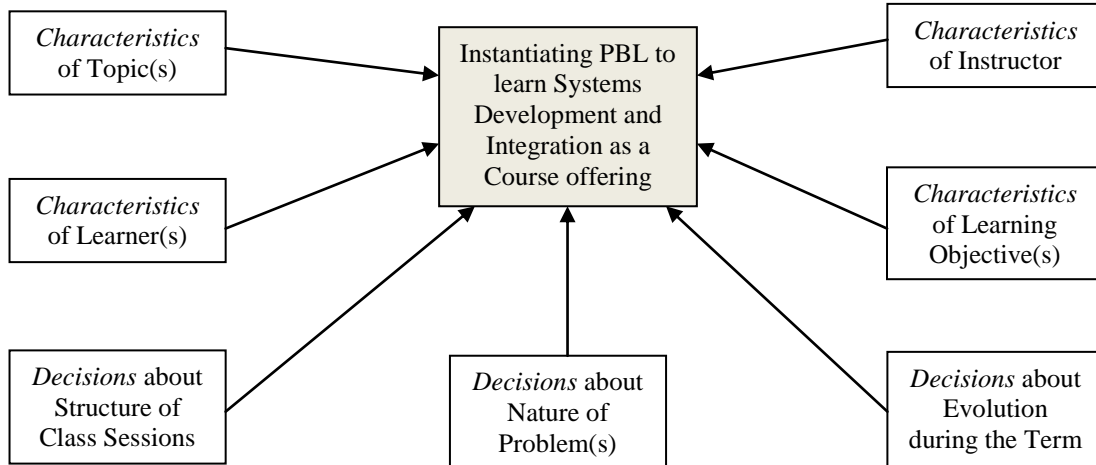 Characteristics
of Topic(s)
Instantiating PBL to
learn Systems
Development and
Integration as a
Course offering
Characteristics
of Instructor
Characteristics
of Learner(s)
Characteristics
of Learning
Objective(s)
Decisions about
Structure of
Class Sessions
Decisions about
Nature of
Problem(s)
Decisions about
Evolution
during the Term